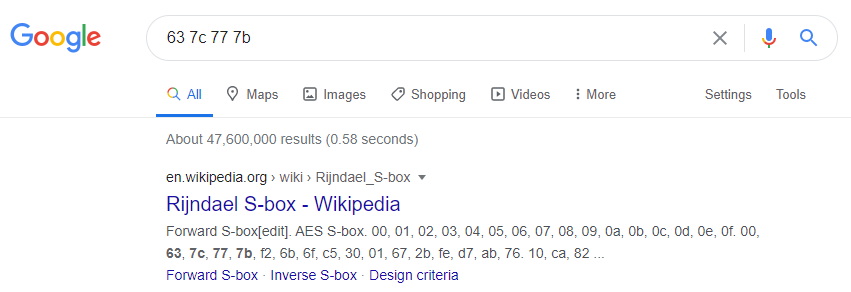 Google 63 7c 77 7b
All Maps Images Shopping Videos More Settings Tools
About 47,600,000 results (0.58 seconds)
en.wikipedia.org › wiki › Rijndael_S-box
Rijndael S-box - Wikipedia
Forward S-box[edit]. AES S-box. 00, 01, 02, 03, 04, 05, 06, 07, 08, 09, 0a, 0b, 0c, 0d, 0e, 0f. 00,
63, 7c, 77, 7b, f2, 6b, 6f, c5, 30, 01, 67, 2b, fe, d7, ab, 76. 10, ca, 82 ...
Forward S-box · Inverse S-box · Design criteria